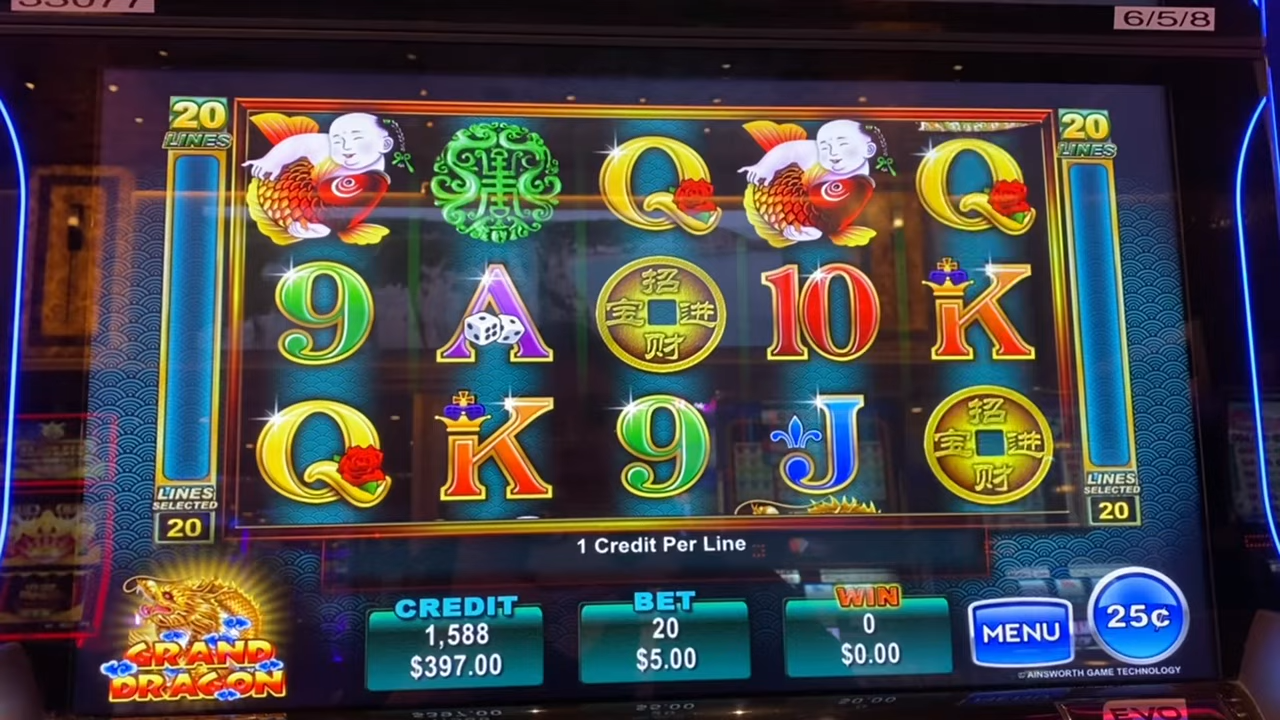 6/5/8
20
LINES
20
LINES
Q
Q
9
A
招
宝 进
财
10
K
Q
K
9
J
招
宝 进
财
LINES
SELECTED
20
LINES
SELECTED
20
1 Credit Per Line
GRAND
DRAGON
CREDIT
1,588
$397.00
BET
20
$5.00
WIN
0
$0.00
MENU
25¢
AINSWORTH GAME TECHNOLOGY